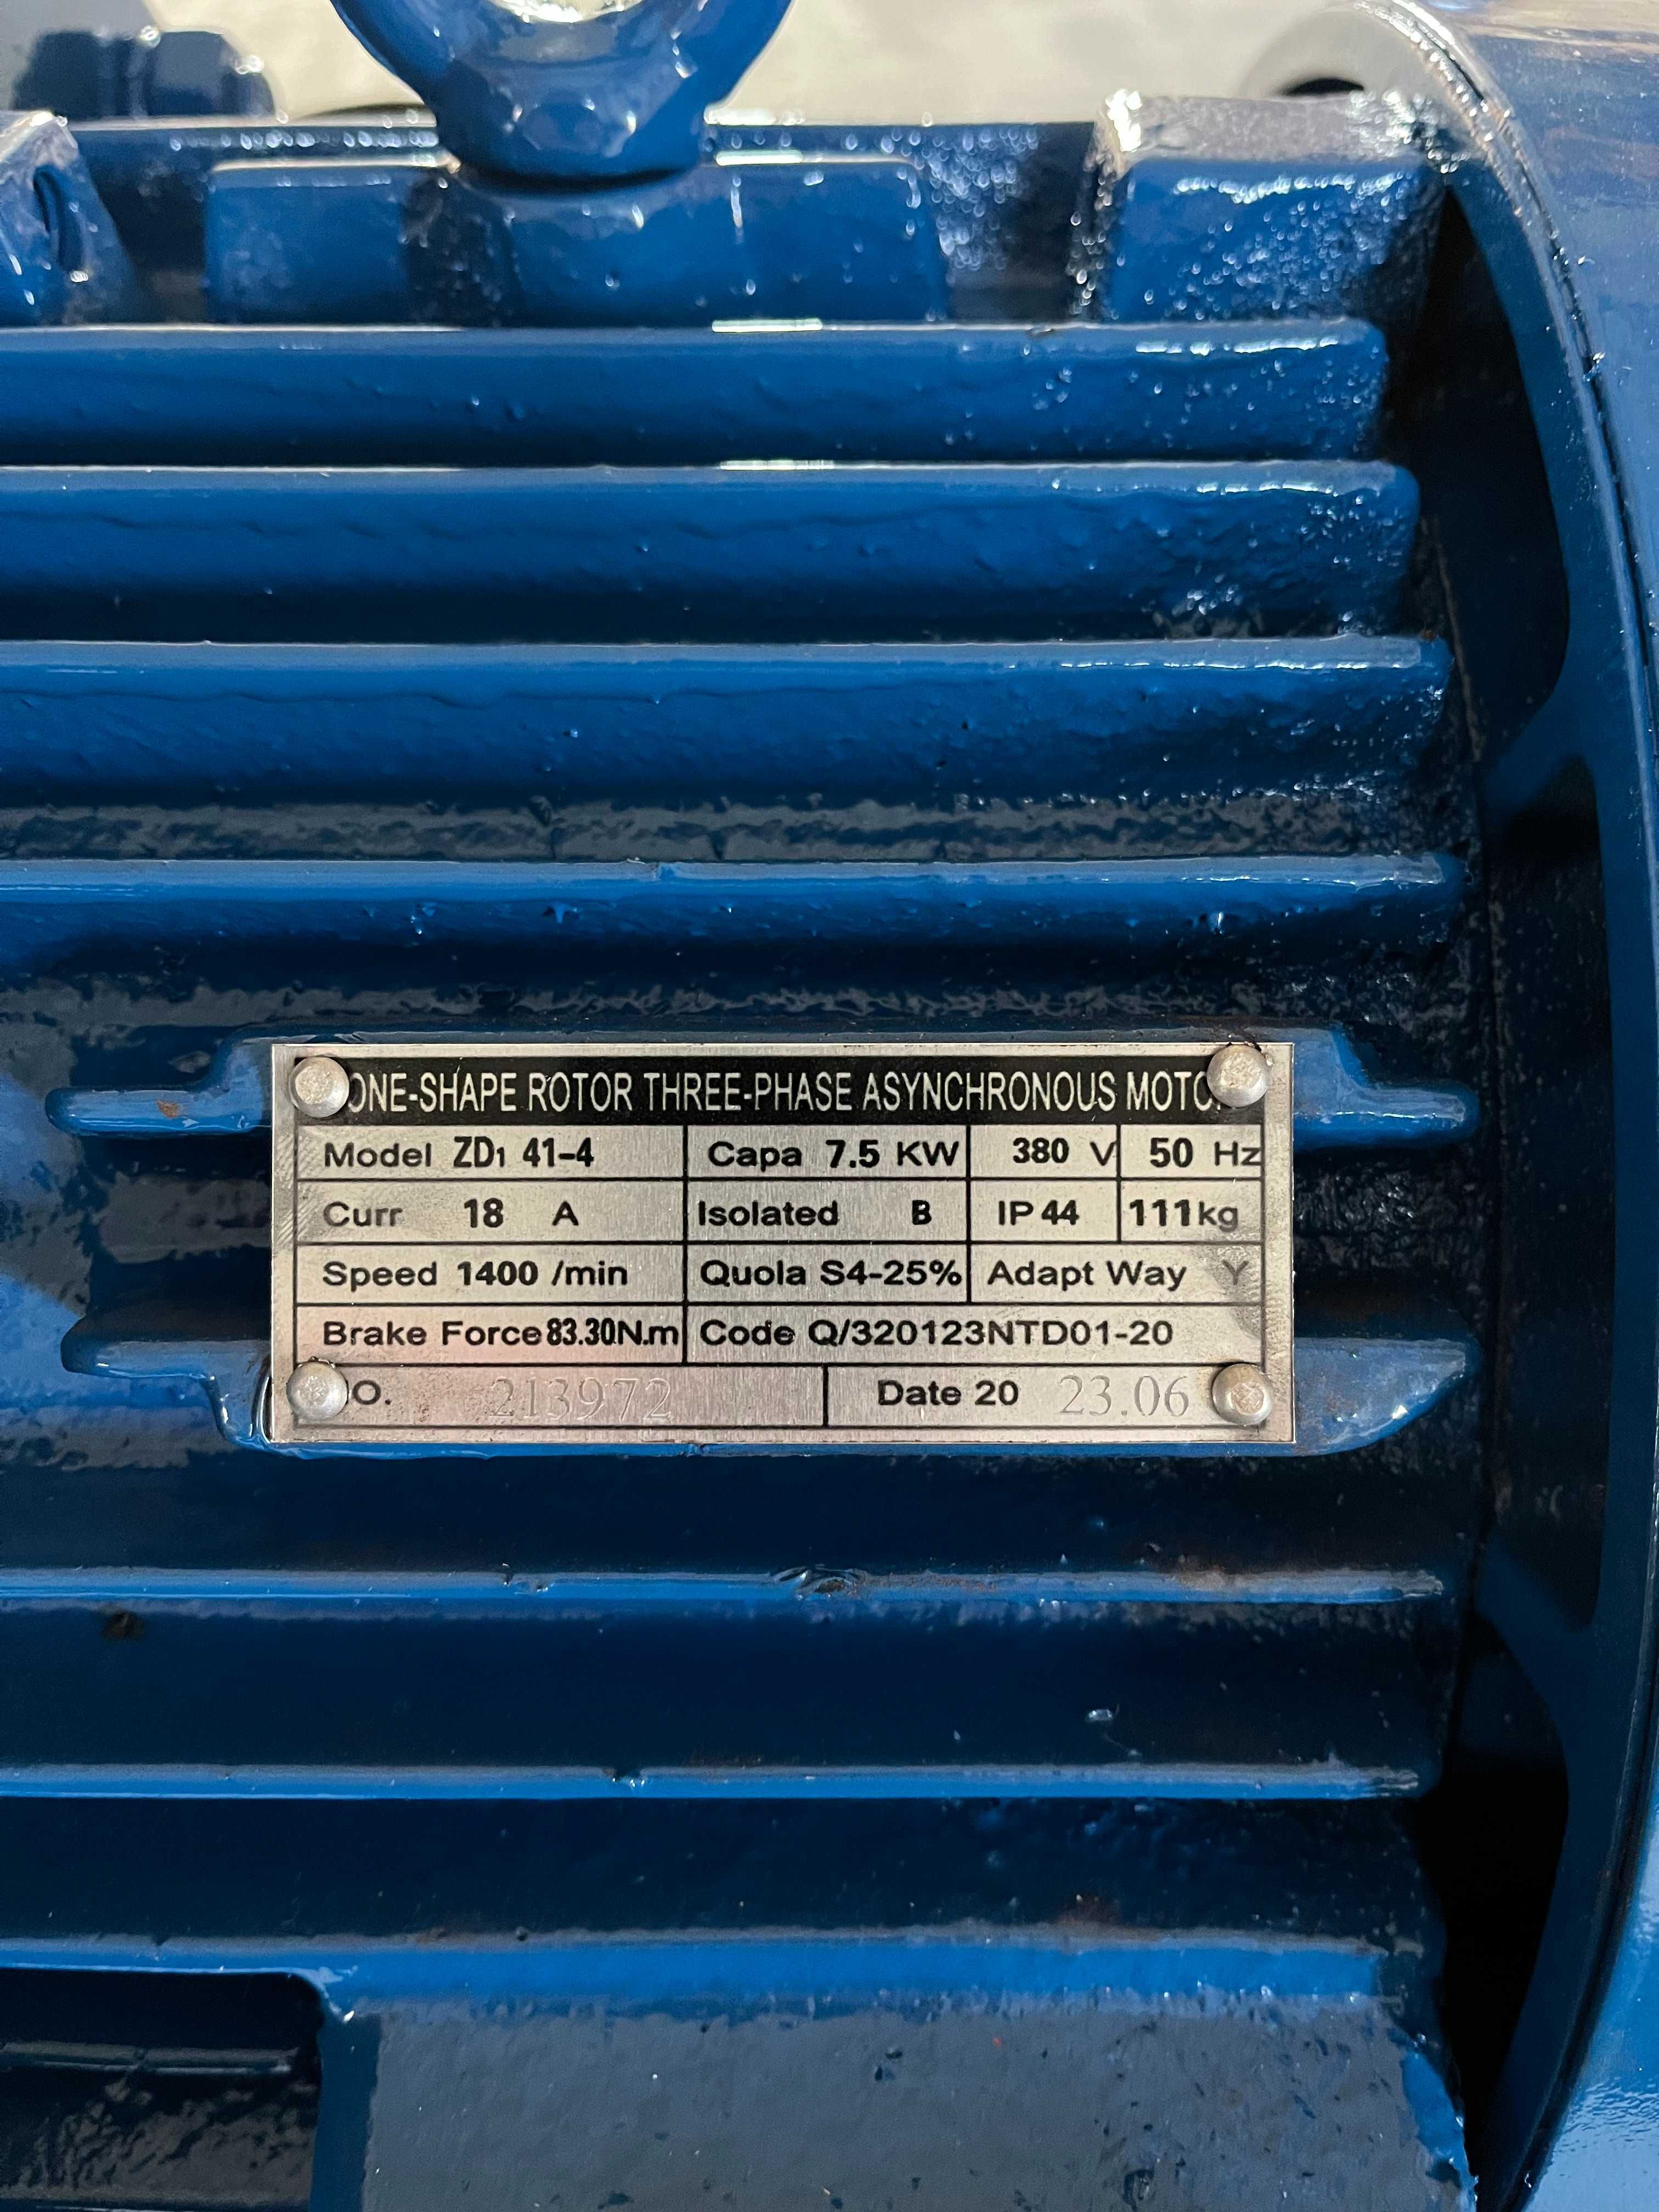 ONE-SHAPE ROTOR THREE-PHASE ASYNCHRONOUS MOTO
Model ZD1 41-4 Capa 7.5 KW 380 V 50 Hz
Curr 18 A Isolated B IP 44 111kg
Speed 1400 /min Quola S4-25% Adapt Way Y
Brake Force 83.30N.m Code Q/320123NTD01-20
O. 213972 Date 20 23.06